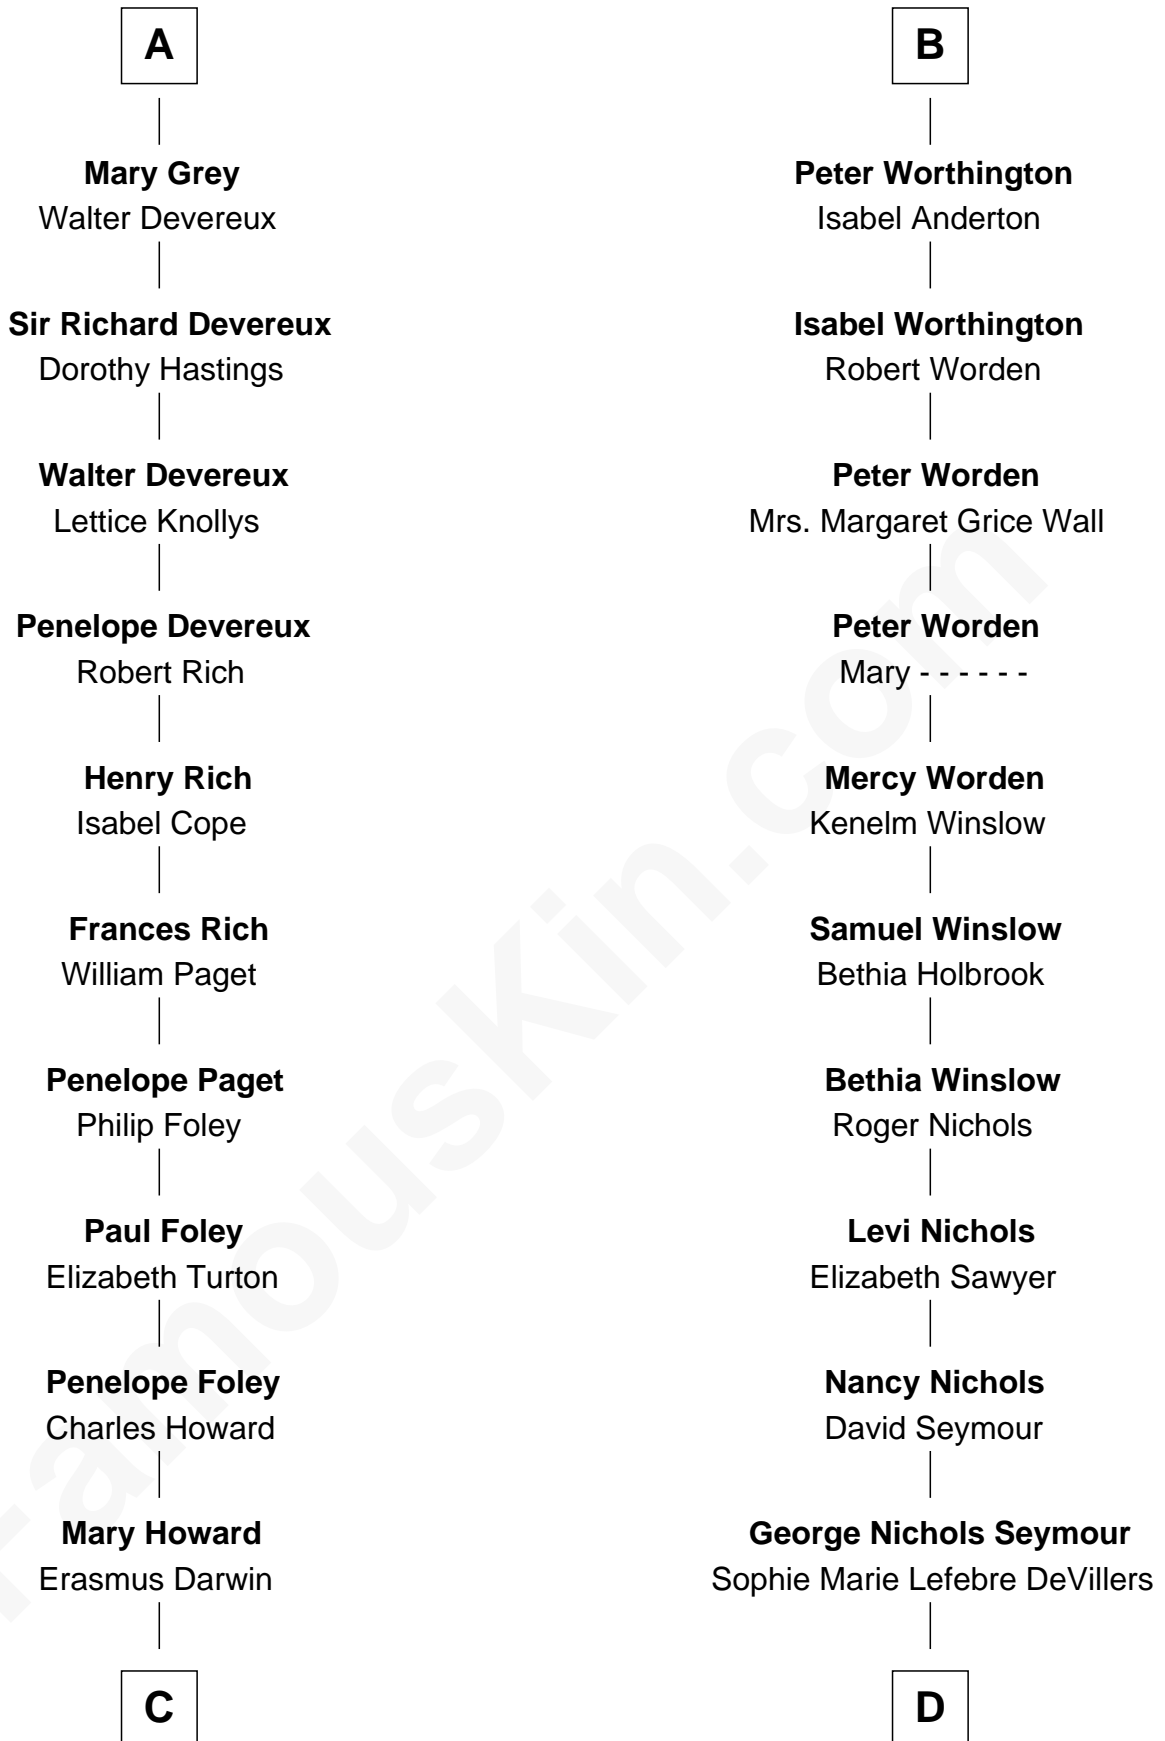 A
Mary Grey
Walter Devereux
Sir Richard Devereux
Dorothy Hastings
Walter Devereux
Lettice Knollys
Penelope Devereux
Robert Rich
Henry Rich
Isabel Cope
Frances Rich
William Paget
Penelope Paget
Philip Foley
Paul Foley
Elizabeth Turton
Penelope Foley
Charles Howard
Mary Howard
Erasmus Darwin
C
B
Peter Worthington
Isabel Anderton
Isabel Worthington
Robert Worden
Peter Worden
Mrs. Margaret Grice Wall
Peter Worden
Mary - - - - - -
Mercy Worden
Kenelm Winslow
Samuel Winslow
Bethia Holbrook
Bethia Winslow
Roger Nichols
Levi Nichols
Elizabeth Sawyer
Nancy Nichols
David Seymour
George Nichols Seymour
Sophie Marie Lefebre DeVillers
D
FamousKin.com